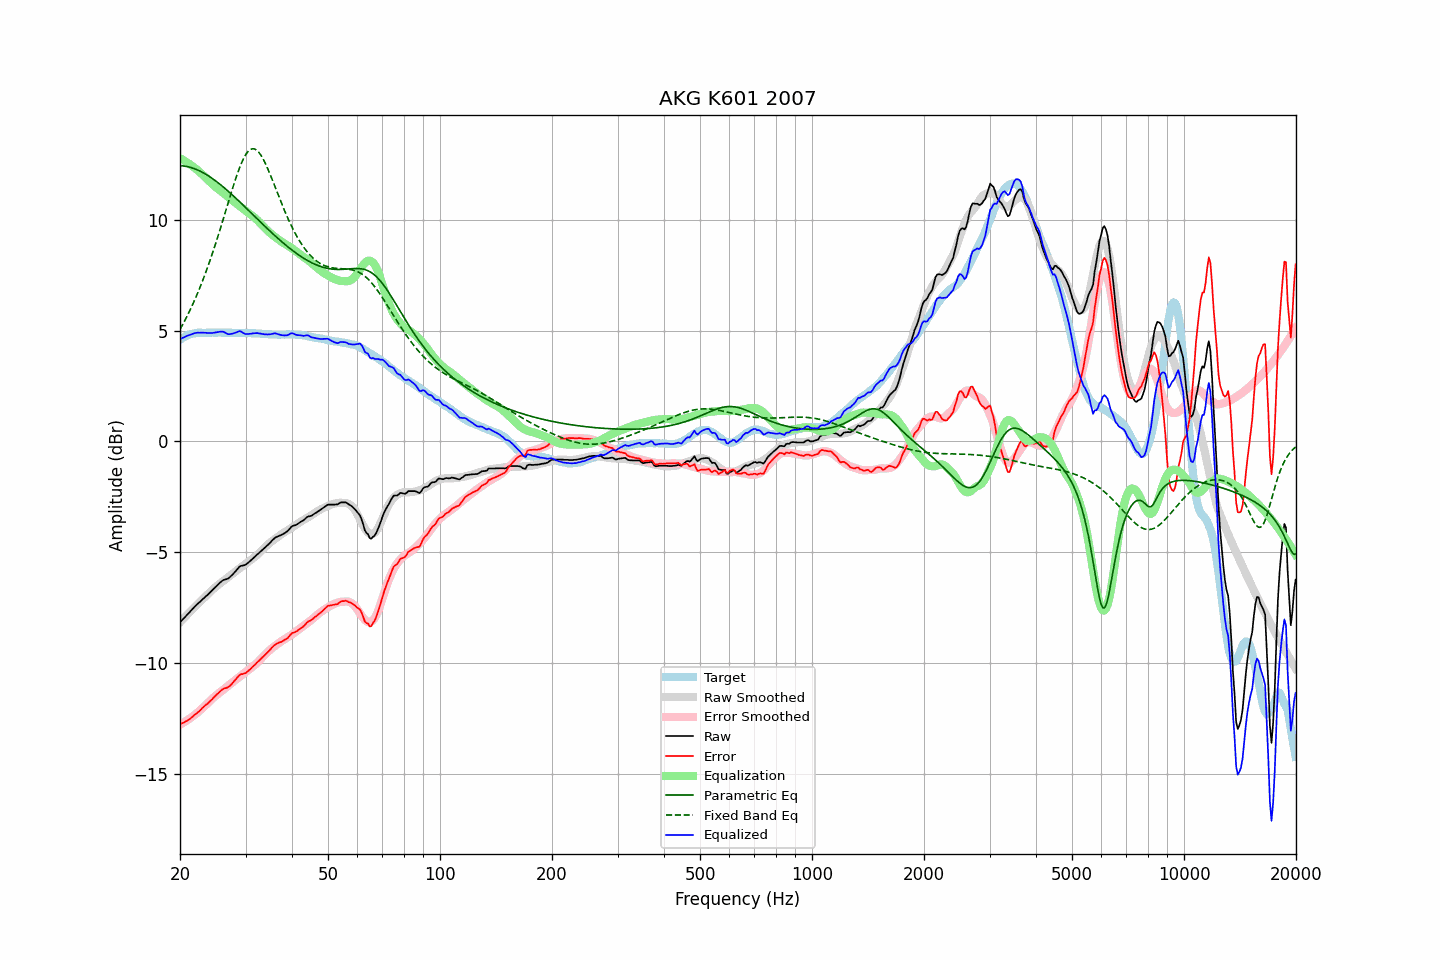 AKG K601 2007
Amplitude (dBr)
10
5
0
−5
−10
−15
Target
Raw Smoothed
Error Smoothed
Raw
Error
Equalization
Parametric Eq
Fixed Band Eq
Equalized
20 50 100 200 500 1000 2000 5000 10000 20000
Frequency (Hz)